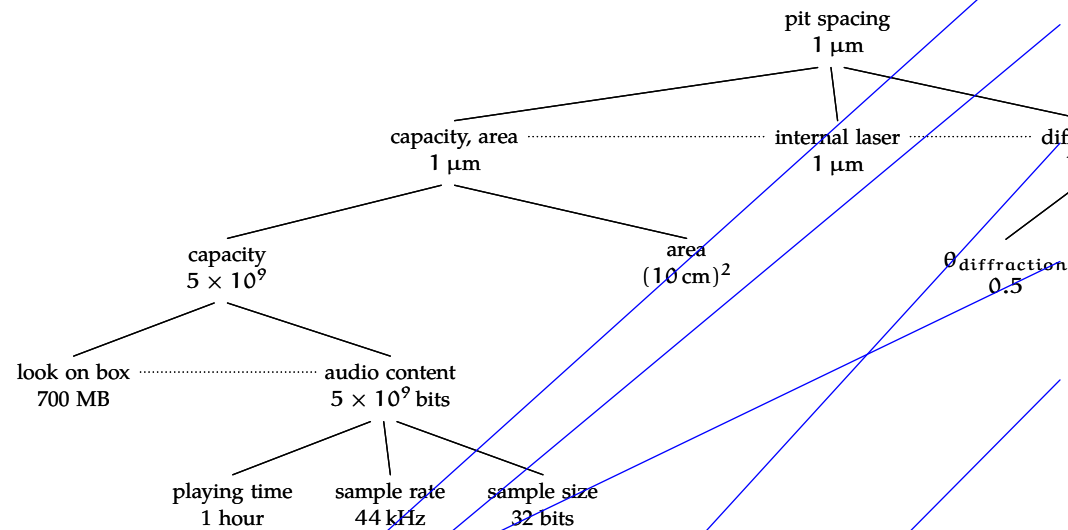 pit spacing
1 μm
capacity, area internal laser
1 μm 1 μm
capacity area θdiffraction
5 × 10⁹ (10 cm)² 0.5
look on box audio content
700 MB 5 × 10⁹ bits
playing time sample rate sample size
1 hour 44 kHz 32 bits